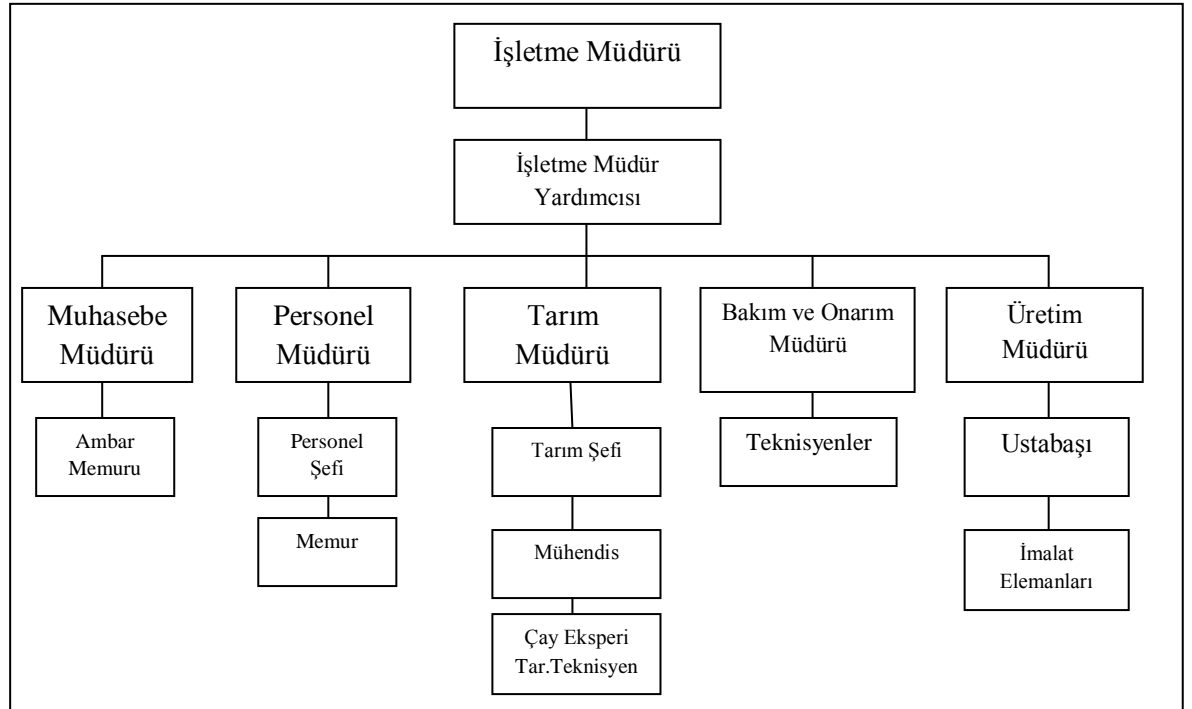 İşletme Müdürü
İşletme Müdür
Yardımcısı
Muhasebe
Müdürü
Personel
Müdürü
Tarım
Müdürü
Bakım ve Onarım
Müdürü
Üretim
Müdürü
Ambar
Memuru
Personel
Şefi
Tarım Şefi
Teknisyenler
Ustabaşı
Memur
Mühendis
İmalat
Elemanları
Çay Eksperi
Tar.Teknisyen